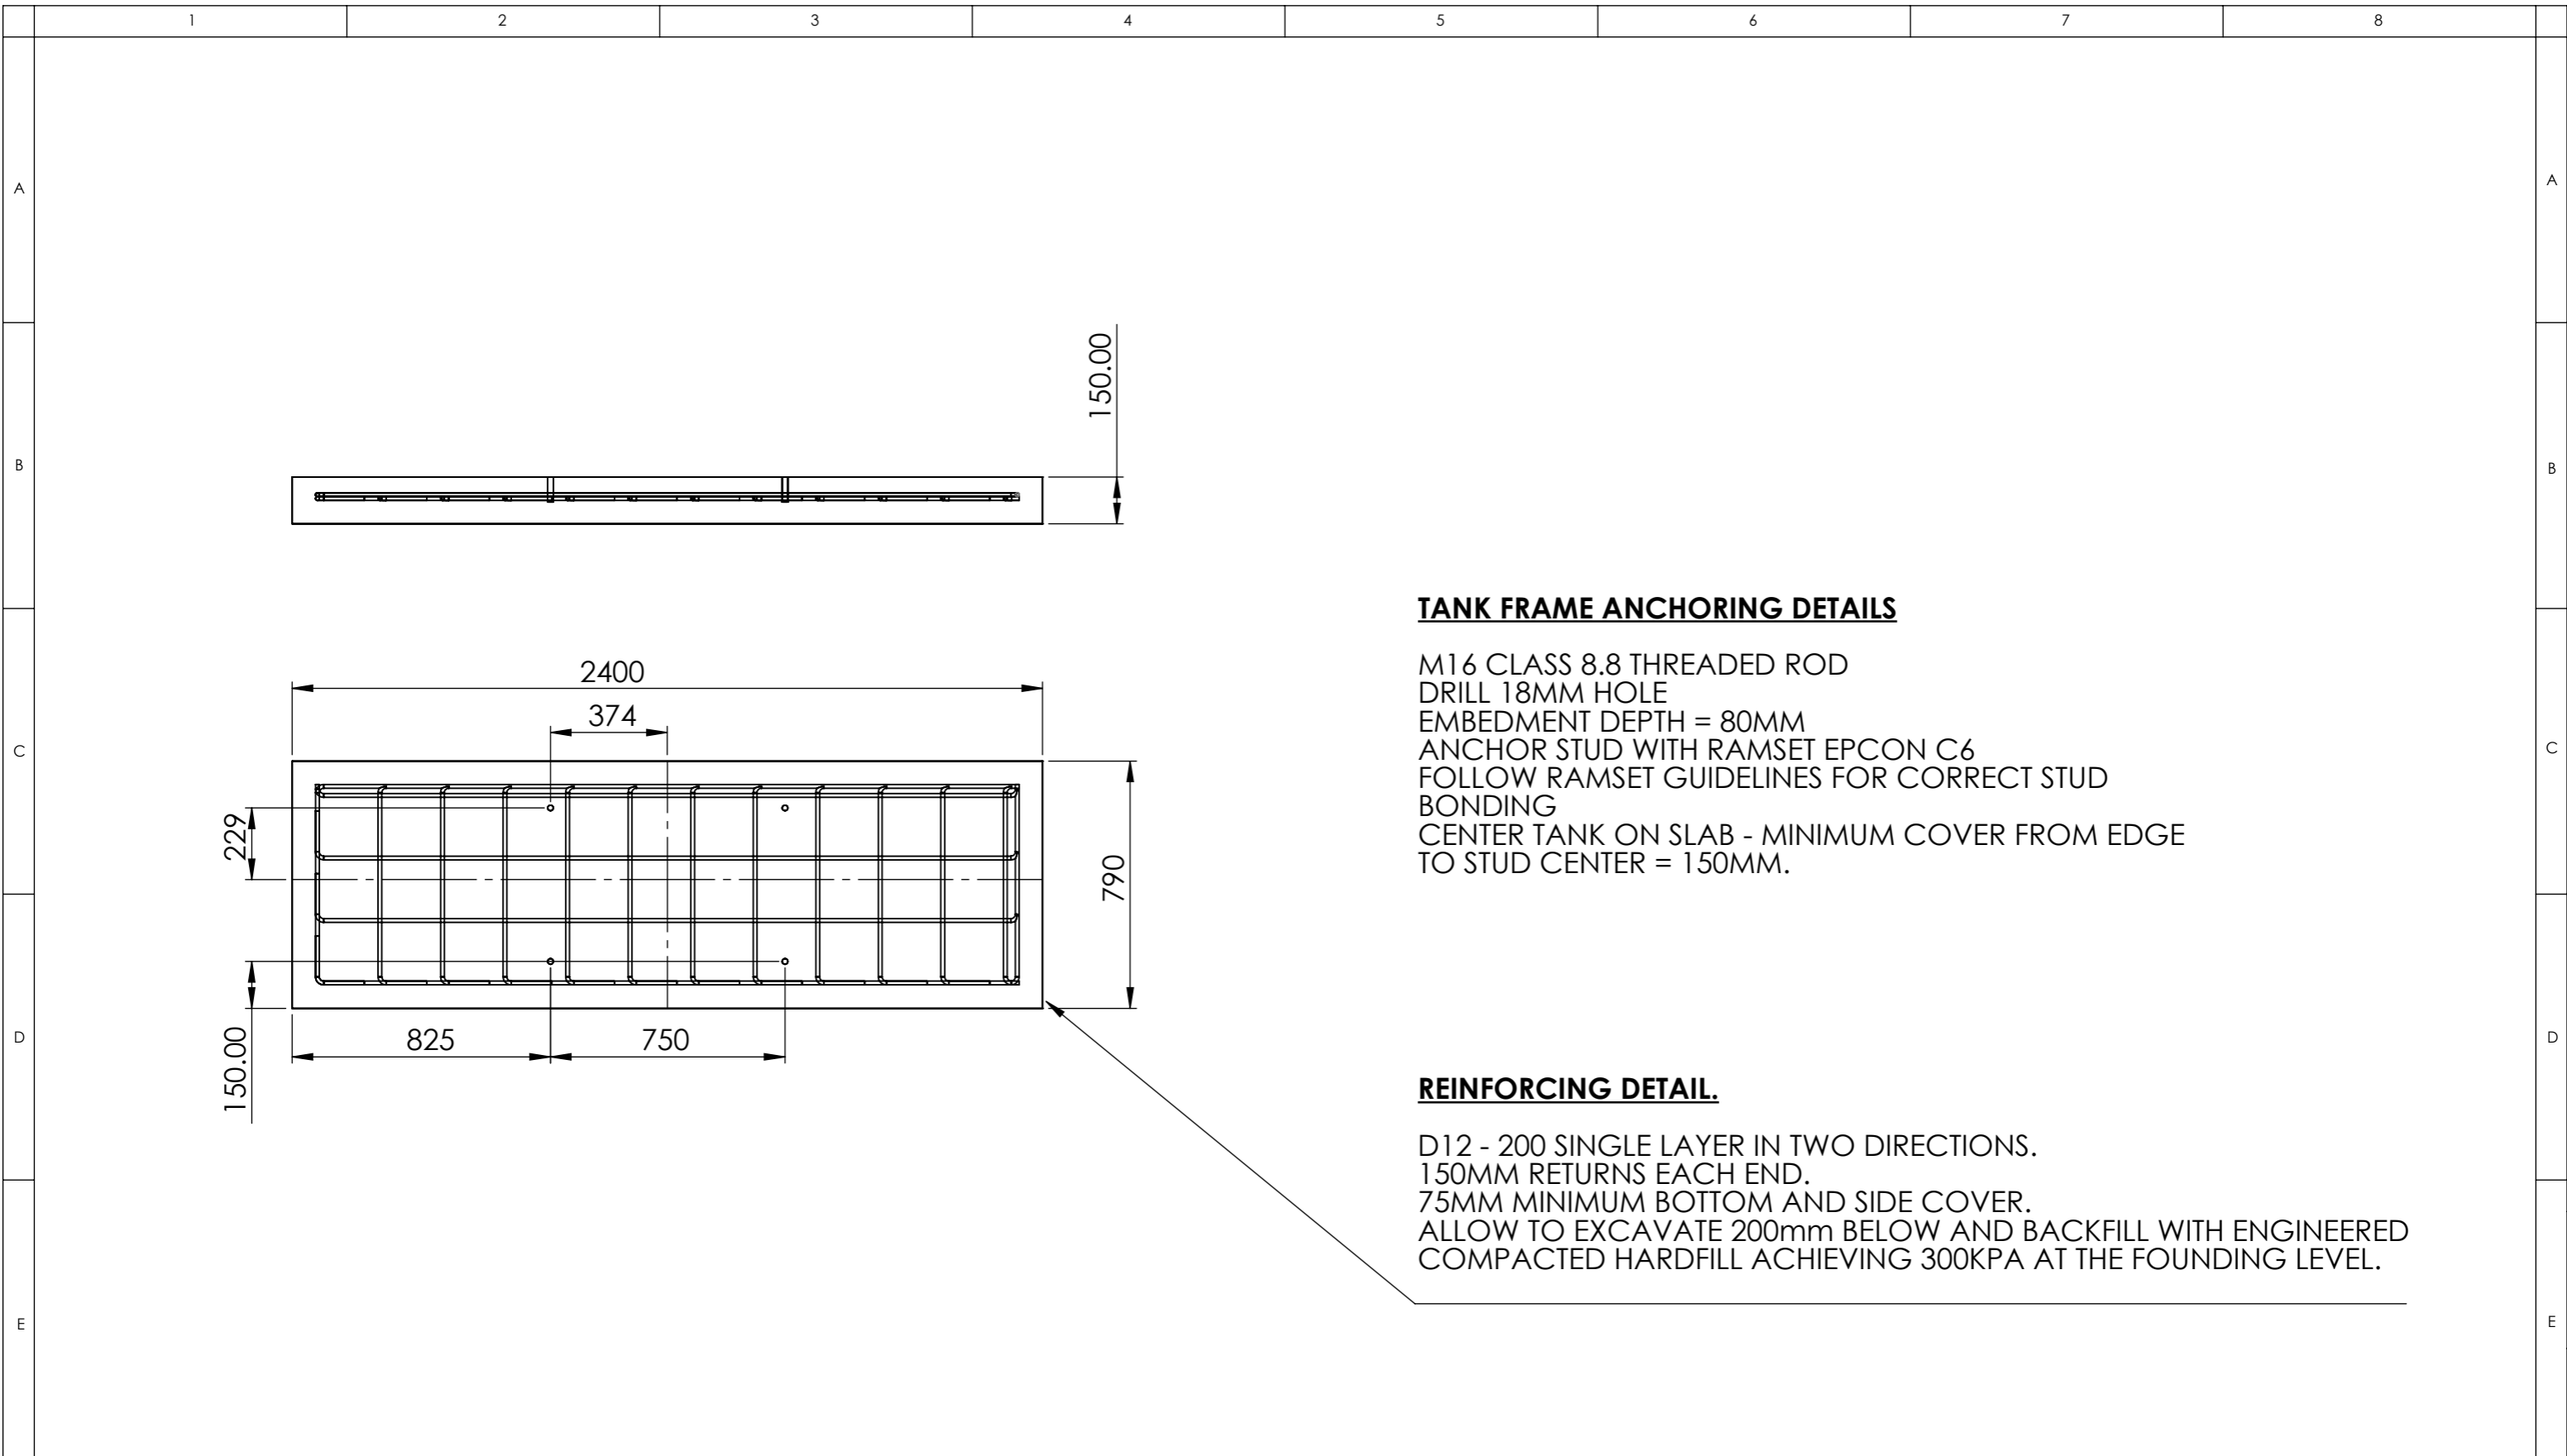 1 2 3 4 5 6 7 8
A A
150.00
B B
TANK FRAME ANCHORING DETAILS
M16 CLASS 8.8 THREADED ROD
DRILL 18MM HOLE
EMBEDMENT DEPTH = 80MM
ANCHOR STUD WITH RAMSET EPCON C6
FOLLOW RAMSET GUIDELINES FOR CORRECT STUD
BONDING
CENTER TANK ON SLAB - MINIMUM COVER FROM EDGE
TO STUD CENTER = 150MM.
2400
374
C C
229
790
150.00
825 750
D D
REINFORCING DETAIL.
D12 - 200 SINGLE LAYER IN TWO DIRECTIONS.
150MM RETURNS EACH END.
75MM MINIMUM BOTTOM AND SIDE COVER.
ALLOW TO EXCAVATE 200mm BELOW AND BACKFILL WITH ENGINEERED
COMPACTED HARDFILL ACHIEVING 300KPA AT THE FOUNDING LEVEL.
E E